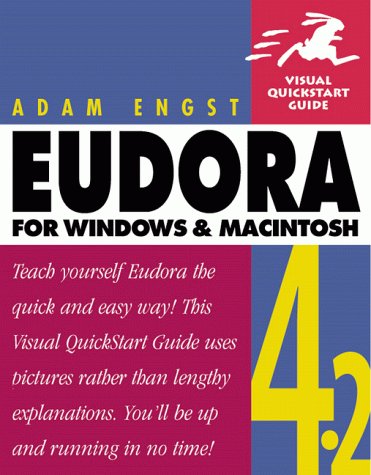 VISUAL
QUICKSTART
GUIDE
ADAM ENGST
EUDORA
FOR WINDOWS & MACINTOSH
Teach yourself Eudora the
quick and easy way! This
Visual QuickStart Guide uses
pictures rather than lengthy
explanations. You'll be up
and running in no time!
4.2